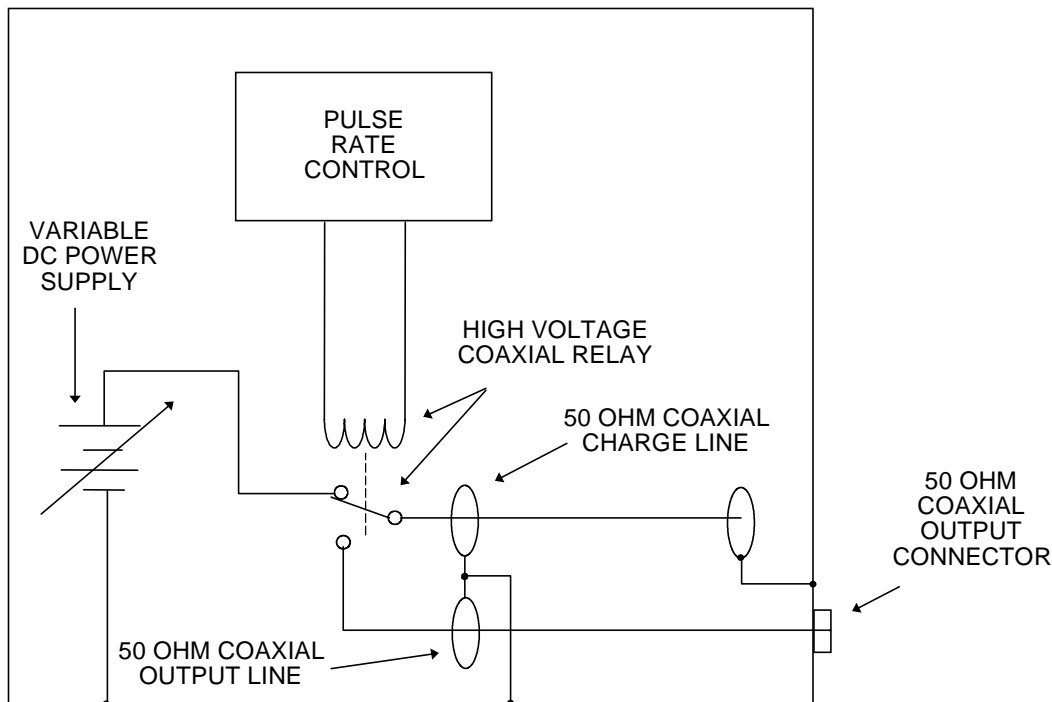 PULSE
RATE
CONTROL
VARIABLE
DC POWER
SUPPLY
HIGH VOLTAGE
COAXIAL RELAY
50 OHM COAXIAL
CHARGE LINE
50 OHM
COAXIAL
OUTPUT
CONNECTOR
50 OHM COAXIAL
OUTPUT LINE